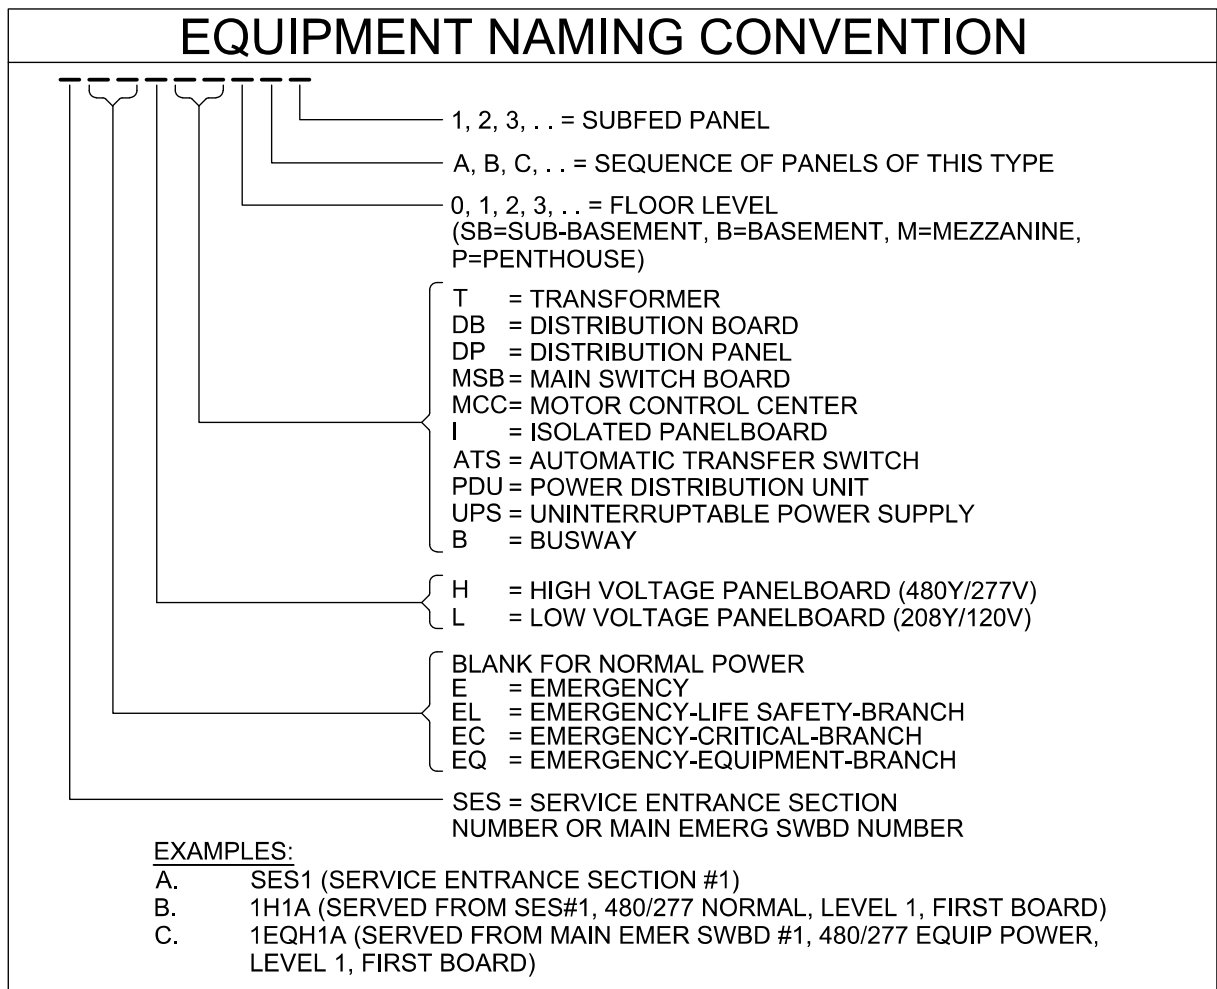 EQUIPMENT NAMING CONVENTION
1, 2, 3, . . = SUBFED PANEL
A, B, C, . . = SEQUENCE OF PANELS OF THIS TYPE
0, 1, 2, 3, . . = FLOOR LEVEL
(SB=SUB-BASEMENT, B=BASEMENT, M=MEZZANINE,
P=PENTHOUSE)
T = TRANSFORMER
DB = DISTRIBUTION BOARD
DP = DISTRIBUTION PANEL
MSB = MAIN SWITCH BOARD
MCC= MOTOR CONTROL CENTER
I = ISOLATED PANELBOARD
ATS = AUTOMATIC TRANSFER SWITCH
PDU = POWER DISTRIBUTION UNIT
UPS = UNINTERRUPTABLE POWER SUPPLY
B = BUSWAY
H = HIGH VOLTAGE PANELBOARD (480Y/277V)
L = LOW VOLTAGE PANELBOARD (208Y/120V)
BLANK FOR NORMAL POWER
E = EMERGENCY
EL = EMERGENCY-LIFE SAFETY-BRANCH
EC = EMERGENCY-CRITICAL-BRANCH
EQ = EMERGENCY-EQUIPMENT-BRANCH
SES = SERVICE ENTRANCE SECTION
NUMBER OR MAIN EMERG SWBD NUMBER
EXAMPLES:
A. SES1 (SERVICE ENTRANCE SECTION #1)
B. 1H1A (SERVED FROM SES#1, 480/277 NORMAL, LEVEL 1, FIRST BOARD)
C. 1EQH1A (SERVED FROM MAIN EMER SWBD #1, 480/277 EQUIP POWER,
LEVEL 1, FIRST BOARD)